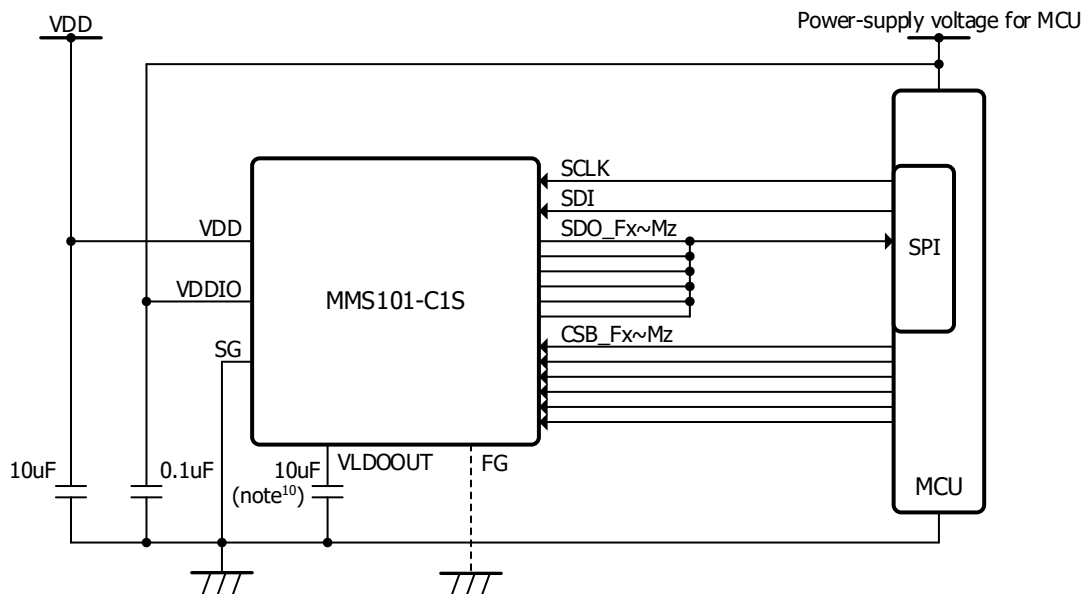 VDD
Power-supply voltage for MCU
SCLK
SDI
SDO_Fx~Mz
VDD
SPI
VDDIO
MMS101-C1S
SG
CSB_Fx~Mz
10uF
0.1uF
10uF
(note10)
VLDOOUT
FG
MCU